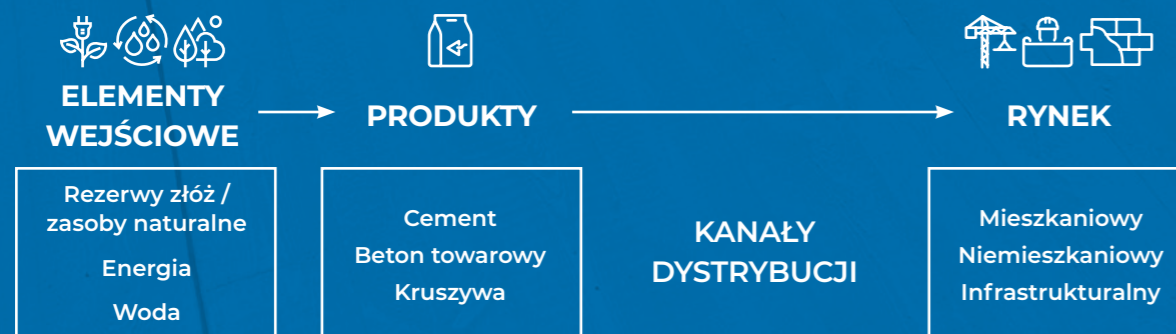 ELEMENTY
WEJŚCIOWE
PRODUKTY
RYNEK
Rezerwy złóż /
zasoby naturalne
Energia
Woda
Cement
Beton towarowy
Kruszywa
KANAŁY
DYSTRYBUCJI
Mieszkaniowy
Niemieszkaniowy
Infrastrukturalny